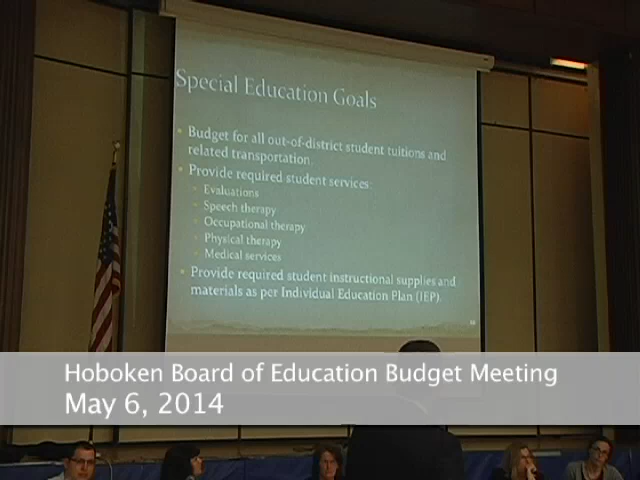 Special Education Goals
Budget for all out-of-district student tuitions and
related transportation.
Provide required student services:
Evaluations
Speech therapy
Occupational therapy
Physical therapy
Medical services
Provide required student instructional supplies and
materials as per Individual Education Plan (IEP).
Hoboken Board of Education Budget Meeting
May 6, 2014